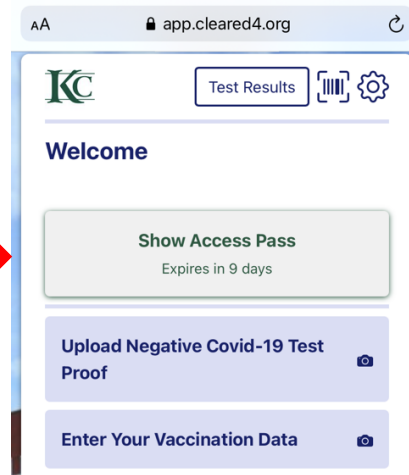 AA app.cleared4.org
KC Test Results
Welcome
Show Access Pass
Expires in 9 days
Upload Negative Covid-19 Test
Proof
Enter Your Vaccination Data